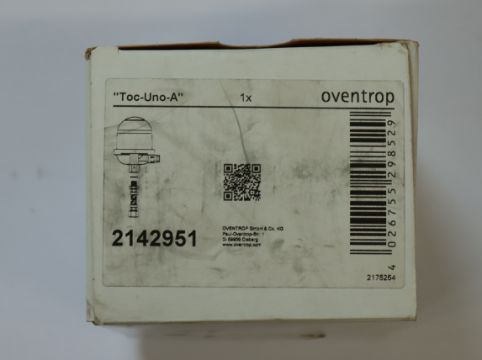 "Toc-Uno-A" 1x oventrop
2142951
OVENTROP GmbH & Co. KG
Paul-Oventrop-Str. 1
D-59939 Olsberg
www.oventrop.com
4 026755 298529
2175254